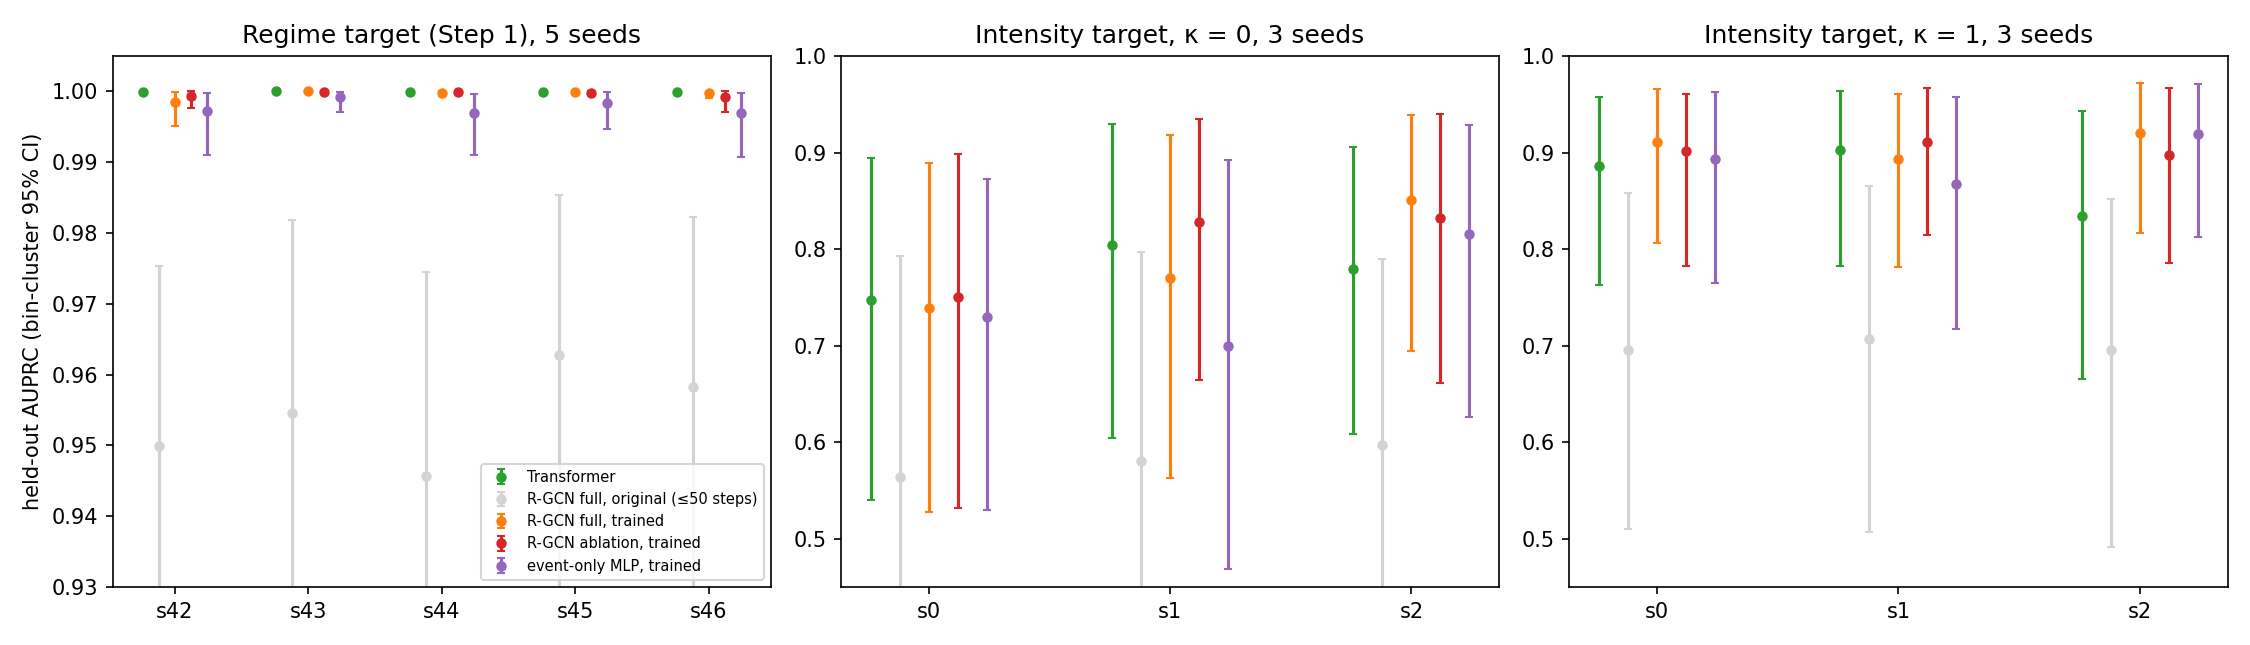 Regime target (Step 1), 5 seeds
held-out AUPRC (bin-cluster 95% CI)
1.00
0.99
0.98
0.97
0.96
0.95
0.94
0.93
s42
s43
s44
s45
s46
Transformer
R-GCN full, original (≤50 steps)
R-GCN full, trained
R-GCN ablation, trained
event-only MLP, trained
Intensity target, κ = 0, 3 seeds
1.0
0.9
0.8
0.7
0.6
0.5
s0
s1
s2
Intensity target, κ = 1, 3 seeds
1.0
0.9
0.8
0.7
0.6
0.5
s0
s1
s2